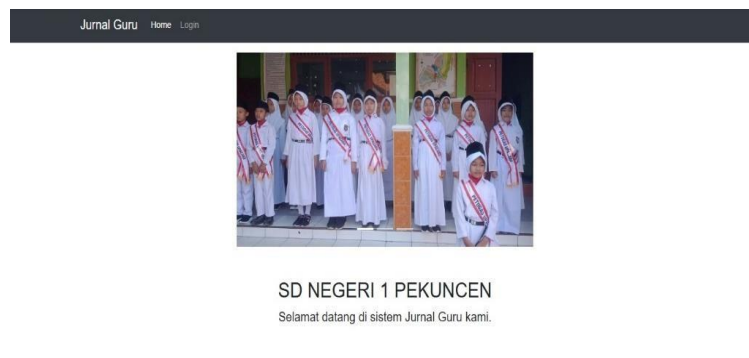 Jurnal Guru Home Login
SD NEGERI 1 PEKUNCEN
Selamat datang di sistem Jurnal Guru kami.